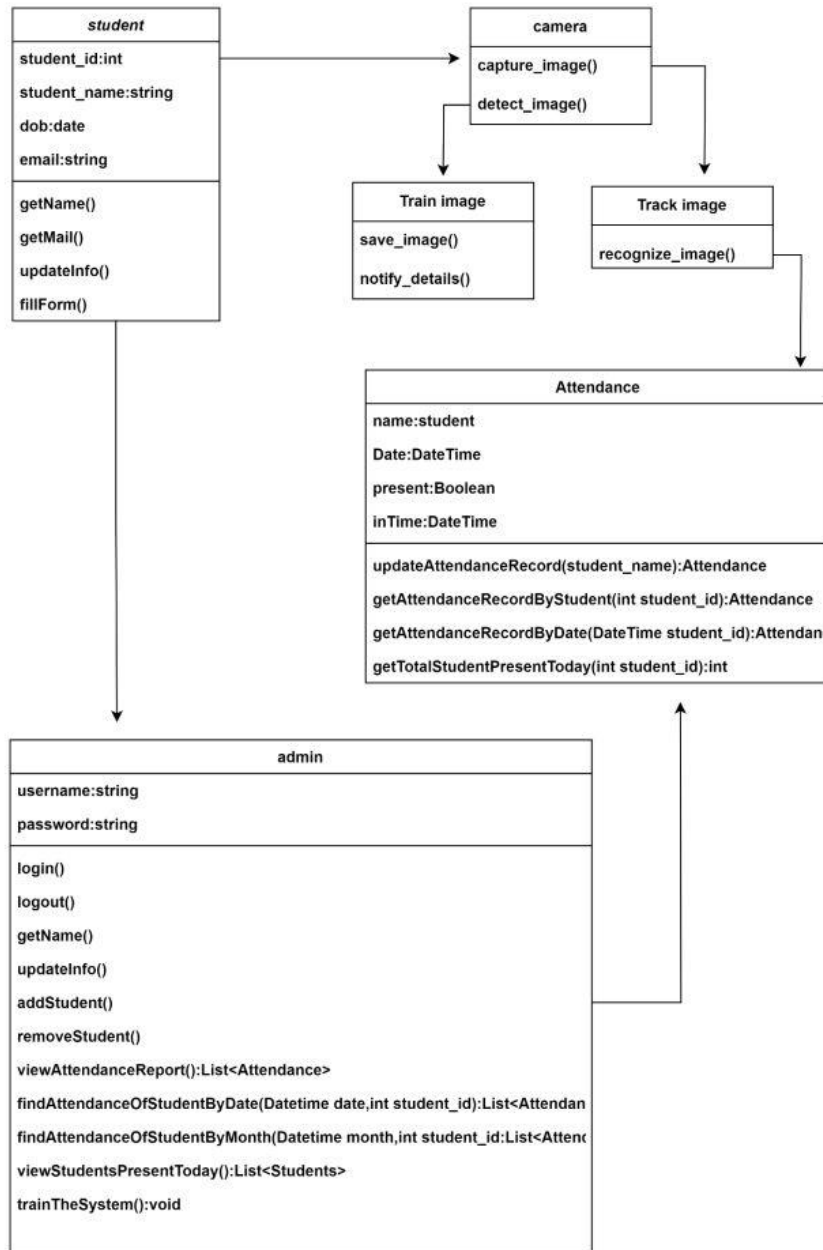 student
student_id:int
student_name:string
dob:date
email:string
getName()
getMail()
updateInfo()
fillForm()
camera
capture_image()
detect_image()
Train image
save_image()
notify_details()
Track image
recognize_image()
Attendance
name:student
Date:DateTime
present:Boolean
inTime:DateTime
updateAttendanceRecord(student_name):Attendance
getAttendanceRecordByStudent(int student_id):Attendance
getAttendanceRecordByDate(DateTime student_id):Attendan
getTotalStudentPresentToday(int student_id):int
admin
username:string
password:string
login()
logout()
getName()
updateInfo()
addStudent()
removeStudent()
viewAttendanceReport():List<Attendance>
findAttendanceOfStudentByDate(Datetime date,int student_id):List<Attendan
findAttendanceOfStudentByMonth(Datetime month,int student_id:List<Attend
viewStudentsPresentToday():List<Students>
trainTheSystem():void